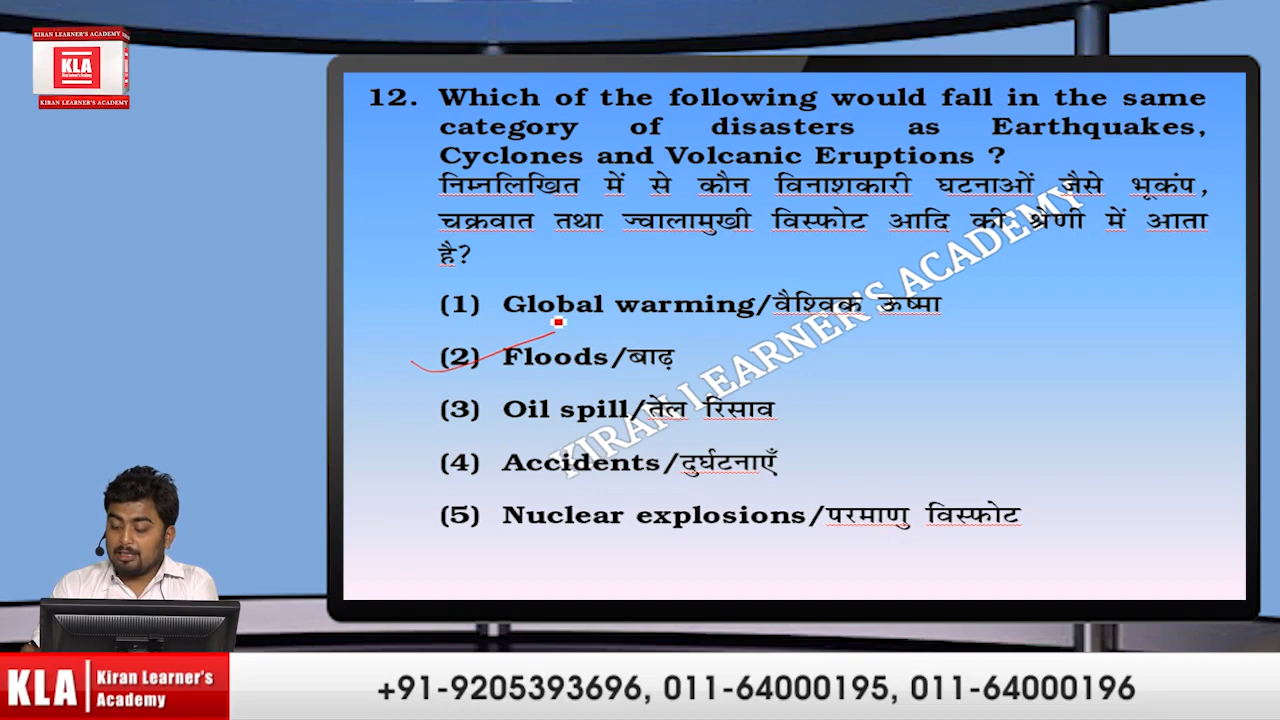 KIRAN LEARNER'S ACADEMY
KLA
Kiran Learner's Academy
KIRAN LEARNER'S ACADEMY
12. Which of the following would fall in the same
category of disasters as Earthquakes,
Cyclones and Volcanic Eruptions ?
निम्नलिखित में से कौन विनाशकारी घटनाओं जैसे भूकंप,
चक्रवात तथा ज्वालामुखी विस्फोट आदि की श्रेणी में आता
है?
(1) Global warming/वैश्विक ऊष्मा
(2) Floods/बाढ़
(3) Oil spill/तेल रिसाव
(4) Accidents/दुर्घटनाएँ
(5) Nuclear explosions/परमाणु विस्फोट
KIRAN LEARNER'S ACADEMY
KLA
Kiran Learner's
Academy
+91-9205393696, 011-64000195, 011-64000196